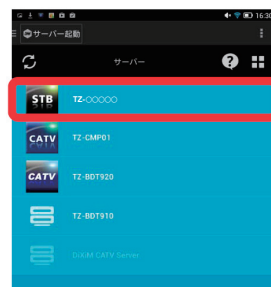 16:30
サーバー起動
サーバー
?
STB TZ-○○○○○
CATV TZ-CMP01
CATV TZ-BDT920
TZ-BDT910
DiXiM CATV Server